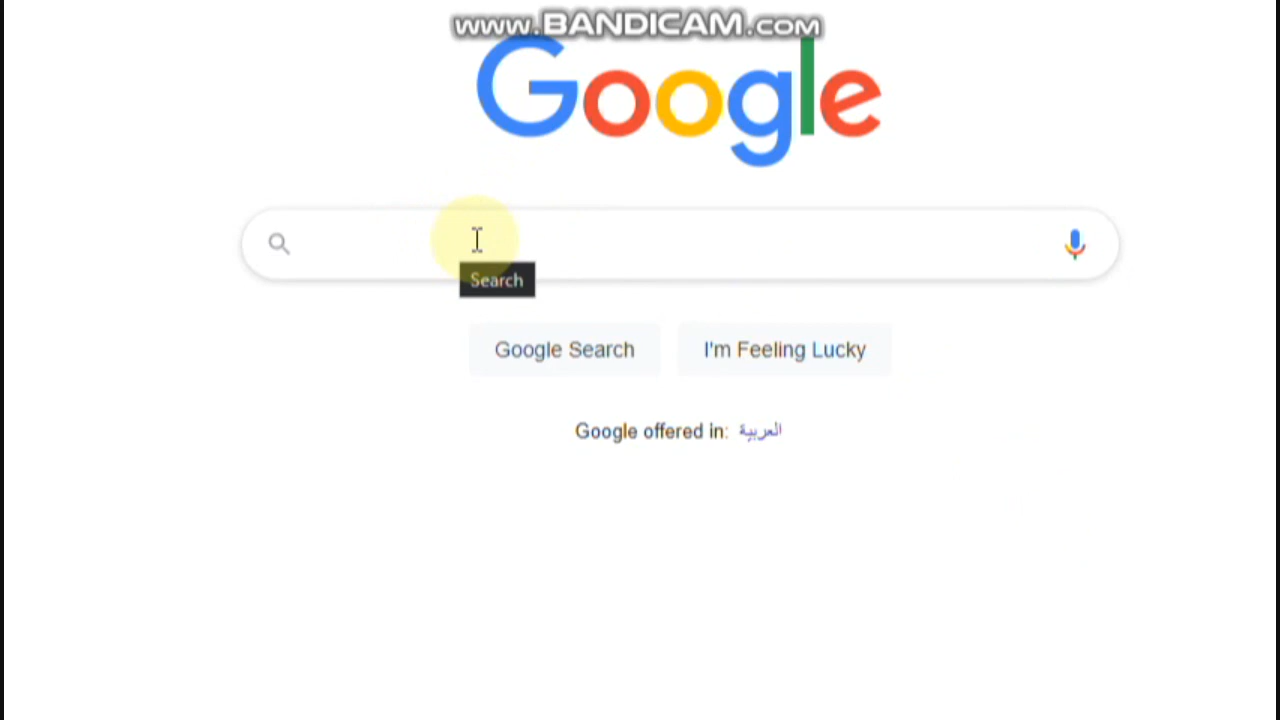 www.BANDICAM.com
Google
Search
Google Search
I'm Feeling Lucky
Google offered in: العربية